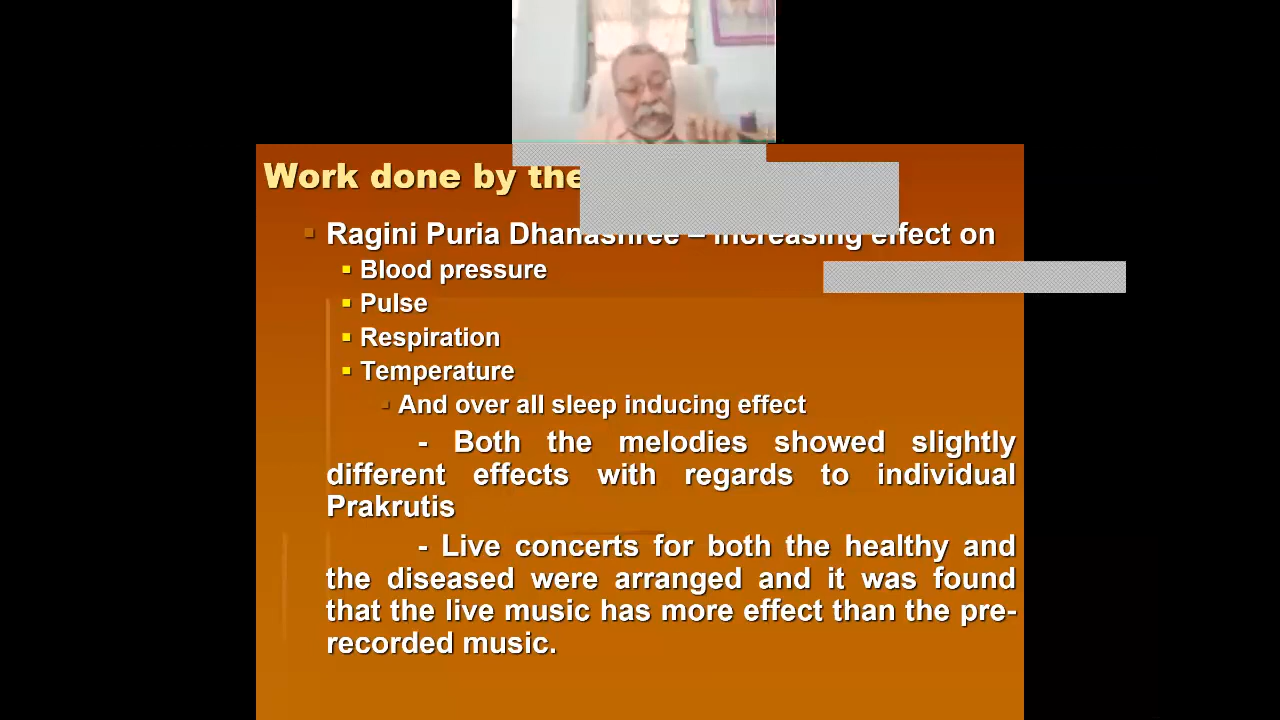 Work done by the
Ragini Puria Dhanashree – increasing effect on
Blood pressure
Pulse
Respiration
Temperature
And over all sleep inducing effect
- Both the melodies showed slightly
different effects with regards to individual
Prakrutis
- Live concerts for both the healthy and
the diseased were arranged and it was found
that the live music has more effect than the pre-
recorded music.